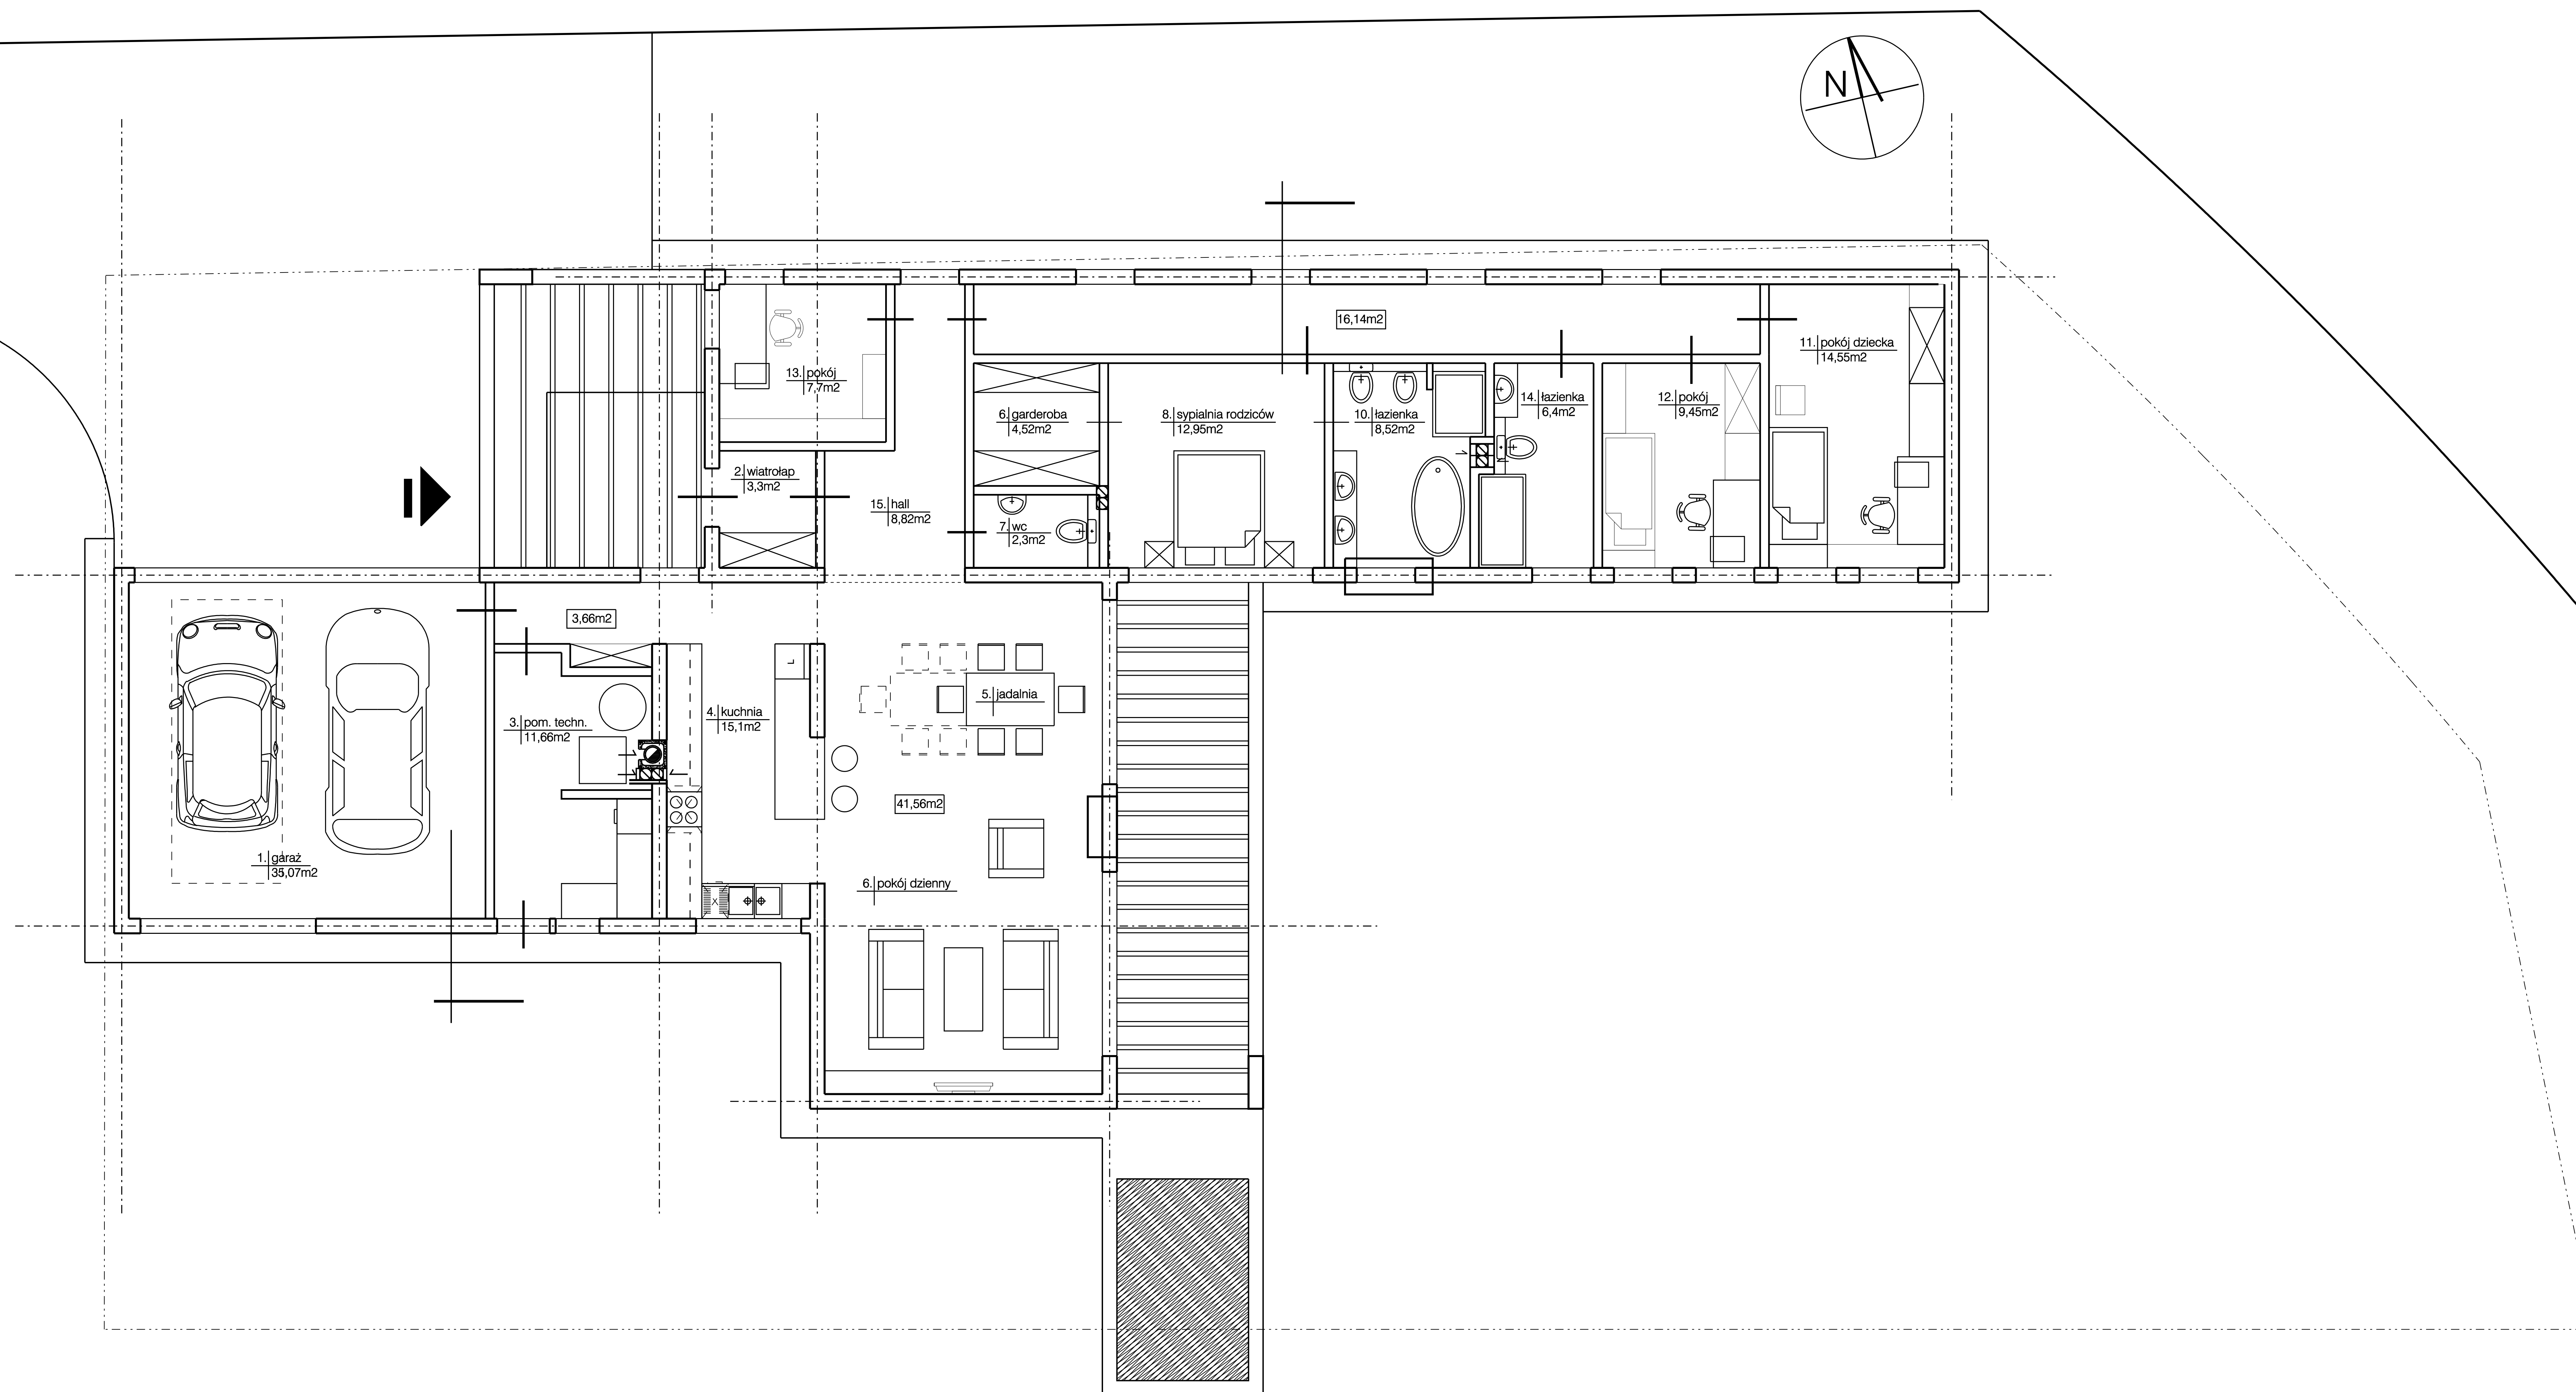 N
16,14m2
11. pokój dziecka
14,55m2
13. pokój
7,7m2
6. garderoba
4,52m2
8. sypialnia rodziców
12,95m2
10. łazienka
8,52m2
14. łazienka
6,4m2
12. pokój
9,45m2
2. wiatrołap
3,3m2
15. hall
8,82m2
7. wc
2,3m2
3,66m2
L
5. jadalnia
4. kuchnia
15,1m2
3. pom. techn.
11,66m2
41,56m2
1. garaż
6. pokój dzienny